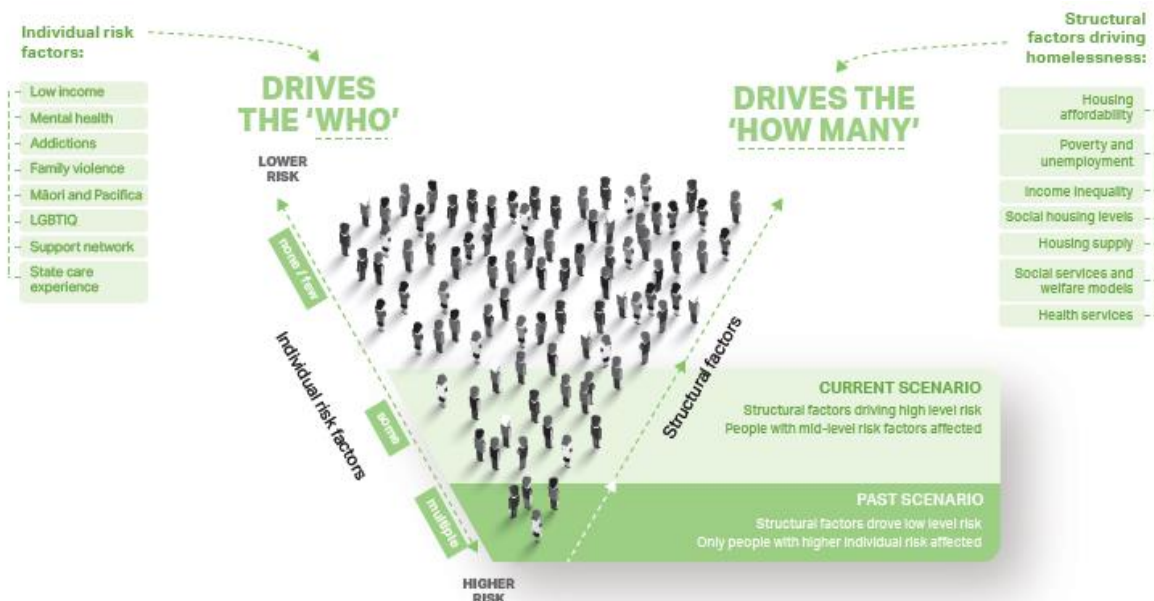 Individual risk
factors:
Low income
Mental health
Addictions
Family violence
Māori and Pacifica
LGBTIQ
Support network
State care
experience
DRIVES
THE ‘WHO’
LOWER
RISK
none / few
some
multiple
Individual risk factors
HIGHER
RISK
DRIVES THE
‘HOW MANY’
Structural factors
Structural
factors driving
homelessness:
Housing
affordability
Poverty and
unemployment
Income inequality
Social housing levels
Housing supply
Social services and
welfare models
Health services
CURRENT SCENARIO
Structural factors driving high level risk
People with mid-level risk factors affected
PAST SCENARIO
Structural factors drove low level risk
Only people with higher individual risk affected